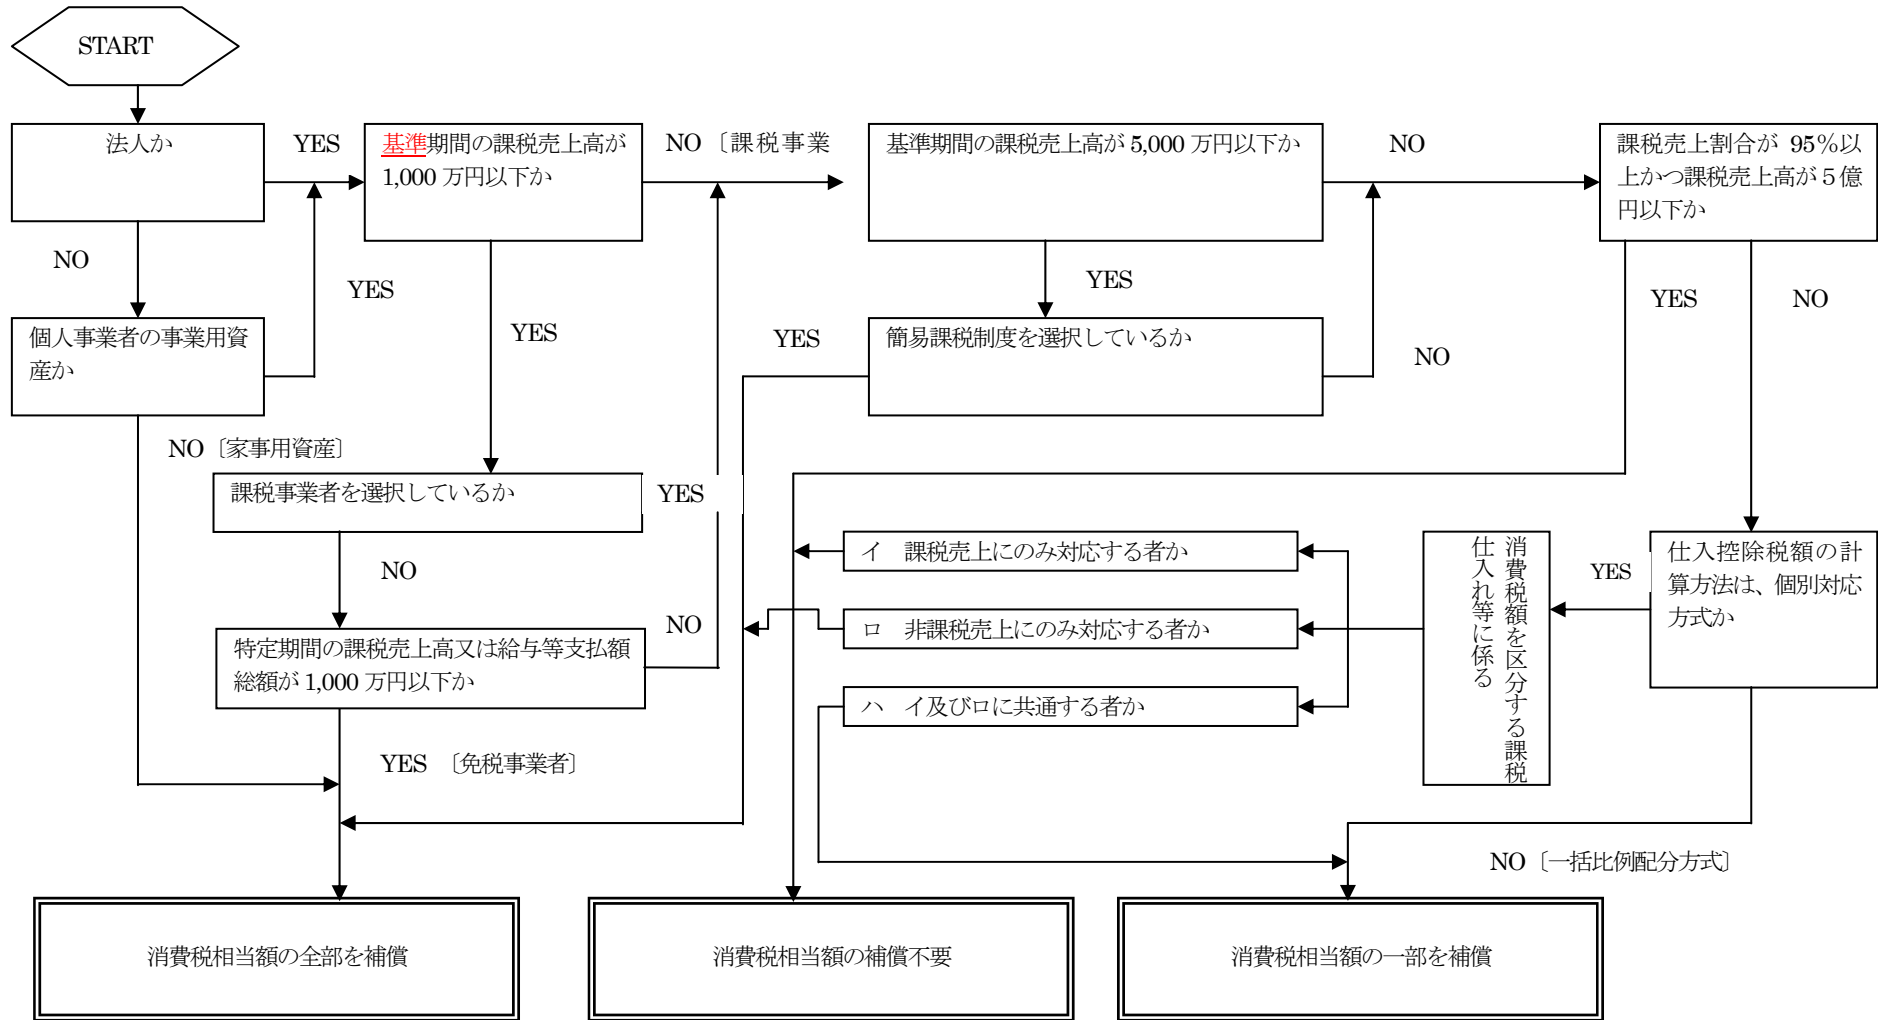 START
法人か
YES
基準期間の課税売上高が
1,000 万円以下か
NO 〔課税事業
基準期間の課税売上高が 5,000 万円以下か
NO
課税売上割合が 95％以
上かつ課税売上高が５億
円以下か
NO
YES
YES
YES
YES
NO
個人事業者の事業用資
産か
YES
簡易課税制度を選択しているか
NO
NO〔家事用資産〕
課税事業者を選択しているか
YES
NO
イ 課税売上にのみ対応する者か
ロ 非課税売上にのみ対応する者か
ハ イ及びロに共通する者か
消費税額を区分する課税
仕入れ等に係る
YES
仕入控除税額の計
算方法は、個別対応
方式か
特定期間の課税売上高又は給与等支払額
総額が 1,000 万円以下か
NO
YES 〔免税事業者〕
NO〔一括比例配分方式〕
消費税相当額の全部を補償
消費税相当額の補償不要
消費税相当額の一部を補償